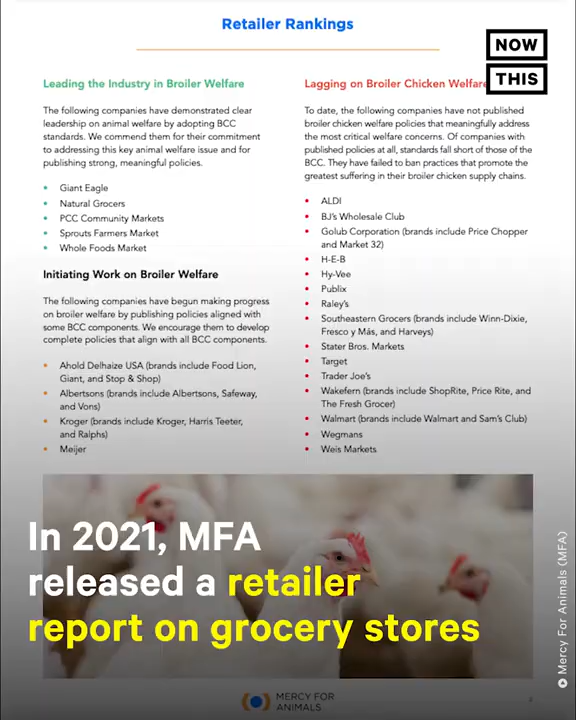 Retailer Rankings
NOW
THIS
Leading the Industry in Broiler Welfare
The following companies have demonstrated clear
leadership on animal welfare by adopting BCC
standards. We commend them for their commitment
to addressing this key animal welfare issue and for
publishing strong, meaningful policies.
• Giant Eagle
• Natural Grocers
• PCC Community Markets
• Sprouts Farmers Market
• Whole Foods Market
Initiating Work on Broiler Welfare
The following companies have begun making progress
on broiler welfare by publishing policies aligned with
some BCC components. We encourage them to develop
complete policies that align with all BCC components.
• Ahold Delhaize USA (brands include Food Lion,
Giant, and Stop & Shop)
• Albertsons (brands include Albertsons, Safeway,
and Vons)
• Kroger (brands include Kroger, Harris Teeter,
and Ralphs)
• Meijer
Lagging on Broiler Chicken Welfare
To date, the following companies have not published
broiler chicken welfare policies that meaningfully address
the most critical welfare concerns. Of companies with
published policies at all, standards fall short of those of the
BCC. They have failed to ban practices that promote the
greatest suffering in their broiler chicken supply chains.
• ALDI
• BJ's Wholesale Club
• Golub Corporation (brands include Price Chopper
and Market 32)
• H-E-B
• Hy-Vee
• Publix
• Raley's
• Southeastern Grocers (brands include Winn-Dixie,
Fresco y Más, and Harveys)
• Stater Bros. Markets
• Target
• Trader Joe's
• Wakefern (brands include ShopRite, Price Rite, and
The Fresh Grocer)
• Walmart (brands include Walmart and Sam's Club)
• Wegmans
• Weis Markets
In 2021, MFA
released a retailer
report on grocery stores
Mercy For Animals (MFA)
MERCY FOR
ANIMALS